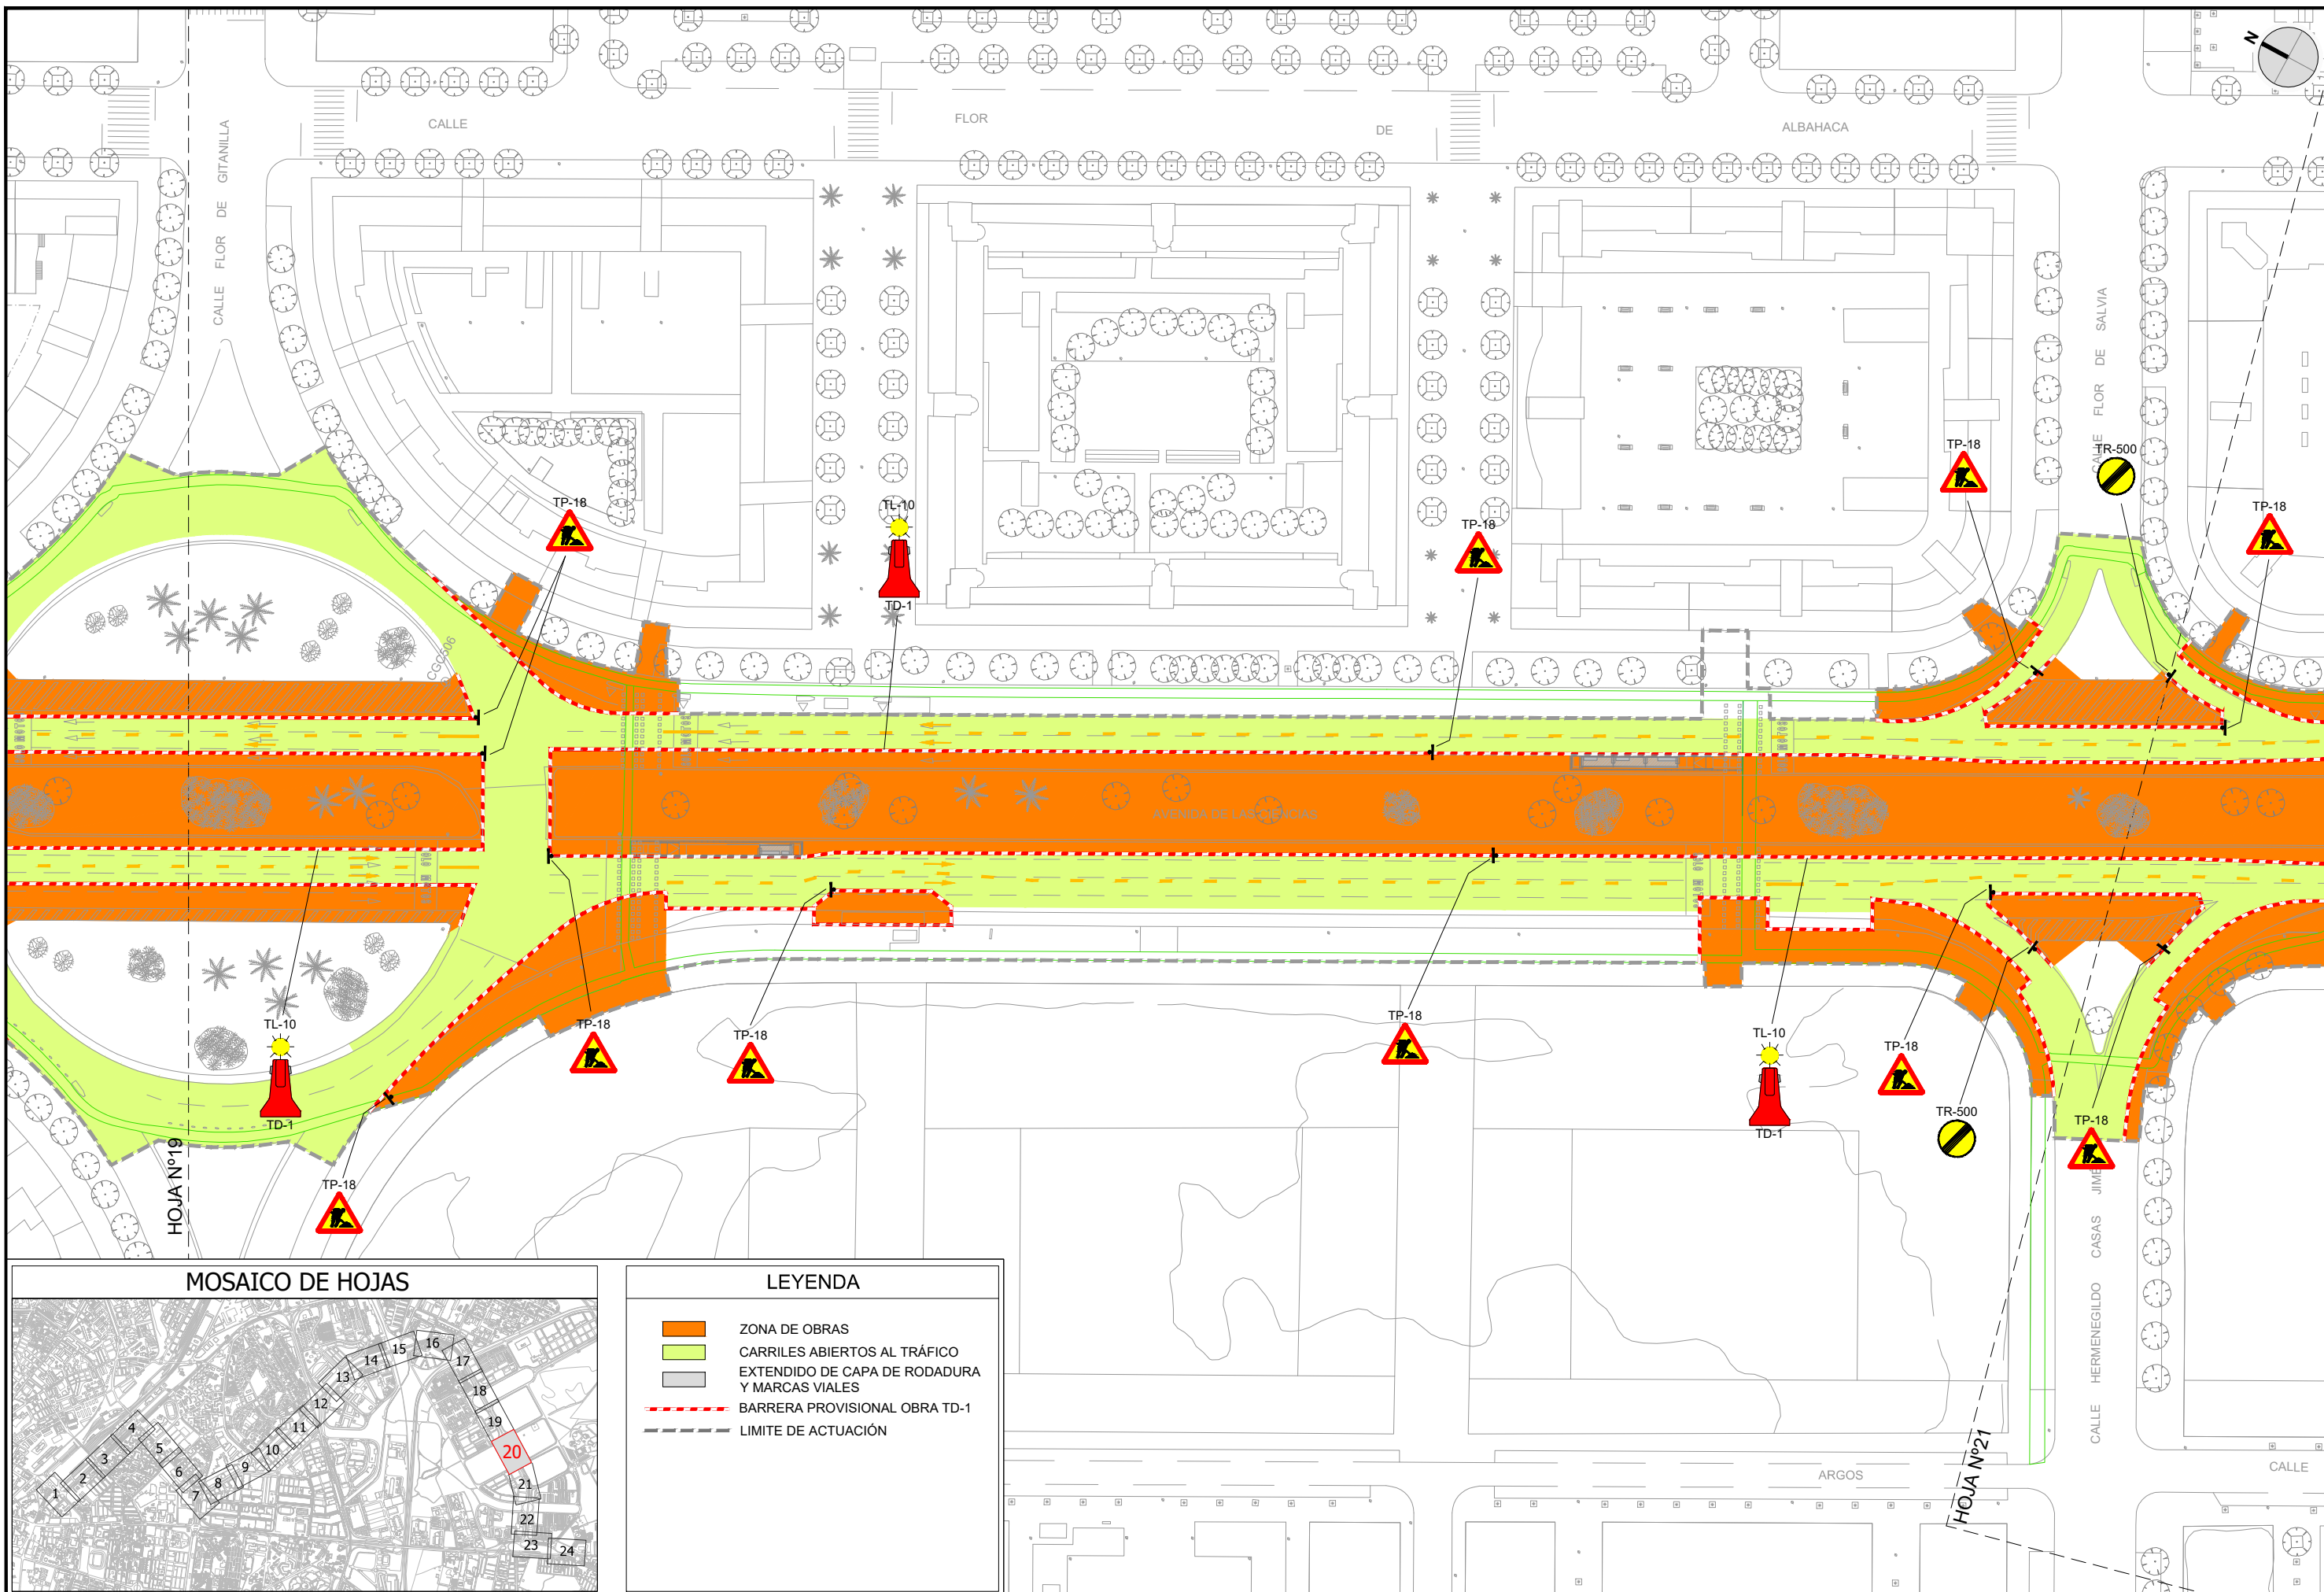 N
CALLE FLOR DE ALBAHACA
CALLE FLOR DE GITANILLA
CALLE FLOR DE SALVIA
TP-18
TR-500
TP-18
TP-18
TL-10
TD-1
TP-18
CGC306
AVENIDA DE LAS CIENCIAS
TL-10
TD-1
TP-18
TP-18
TP-18
TL-10
TD-1
TP-18
TR-500
TP-18
TP-18
HOJA Nº19
CALLE HERMENEGILDO CASAS JIME
HOJA Nº21
ARGOS
CALLE
MOSAICO DE HOJAS
1
2
3
4
5
6
7
8
9
10
11
12
13
14
15
16
17
18
19
20
21
22
23
24
LEYENDA
ZONA DE OBRAS
CARRILES ABIERTOS AL TRÁFICO
EXTENDIDO DE CAPA DE RODADURA
Y MARCAS VIALES
BARRERA PROVISIONAL OBRA TD-1
LIMITE DE ACTUACIÓN